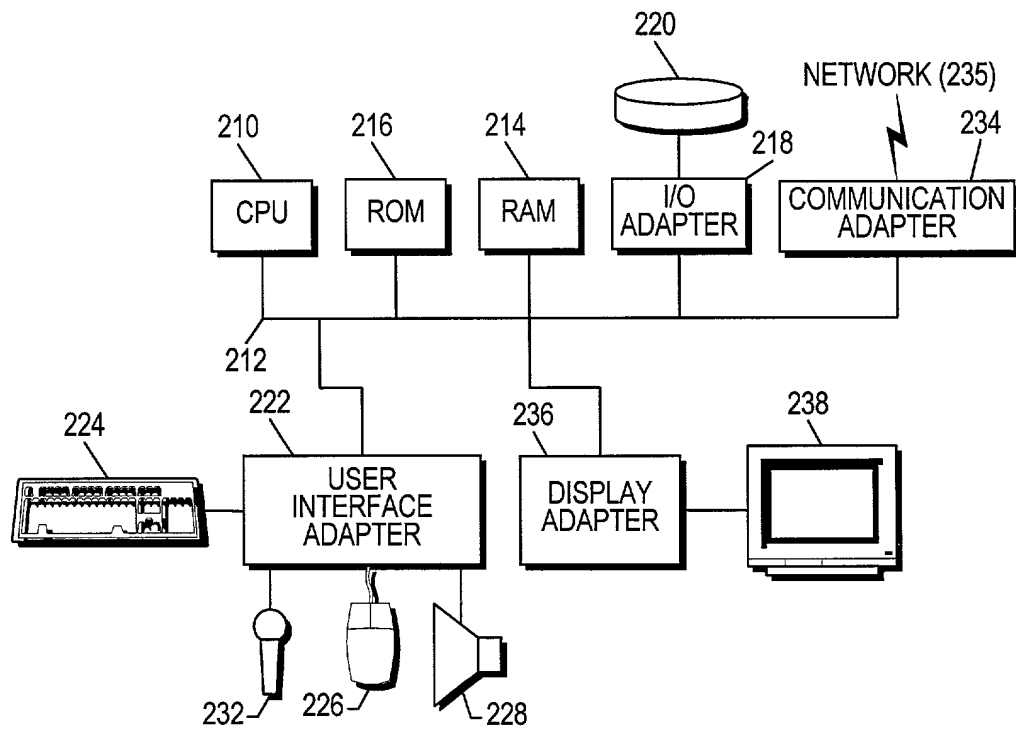 220
NETWORK (235)
210
216
214
218
234
CPU
ROM
RAM
I/O
ADAPTER
COMMUNICATION
ADAPTER
212
222
236
238
224
USER
INTERFACE
ADAPTER
DISPLAY
ADAPTER
232
226
228